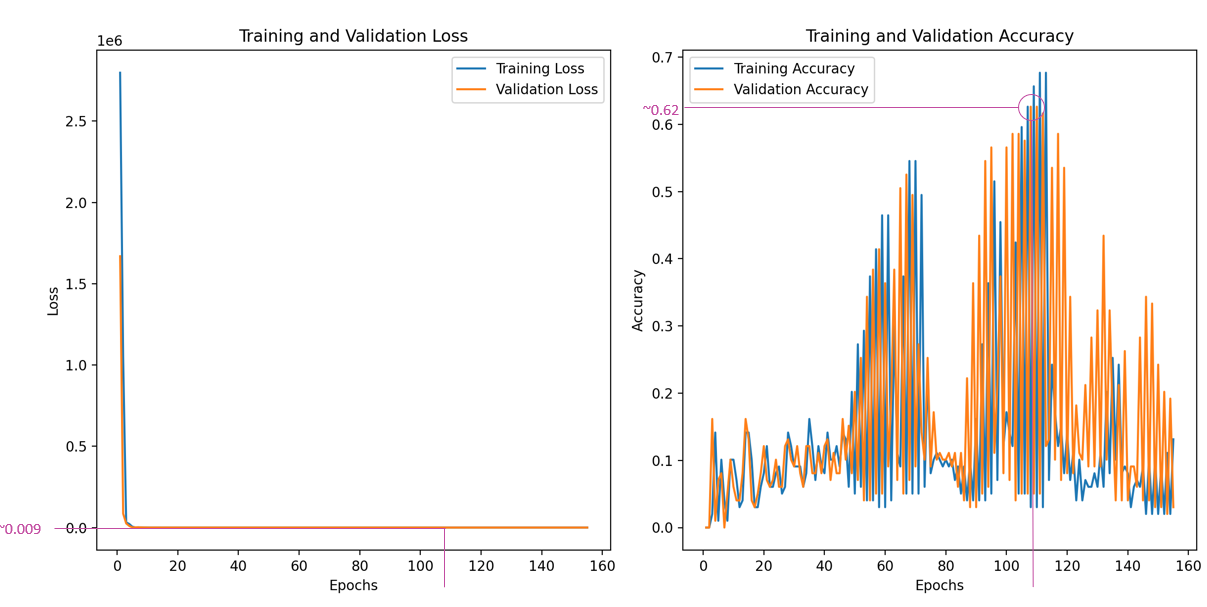 Training and Validation Loss
1e6
Training Loss
Validation Loss
2.5
2.0
1.5
1.0
0.5
0.0
~0.009
Loss
0 20 40 60 80 100 120 140 160
Epochs
Training and Validation Accuracy
Training Accuracy
Validation Accuracy
0.7
~0.62
0.6
0.5
0.4
0.3
0.2
0.1
0.0
Accuracy
0 20 40 60 80 100 120 140 160
Epochs